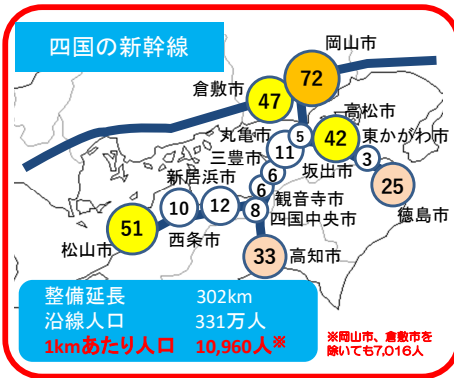 四国の新幹線
岡山市
72
倉敷市
47
高松市
丸亀市
5
42
東かがわ市
三豊市
11
3
坂出市
新居浜市
6
6
25
観音寺市
徳島市
10
12
8
四国中央市
51
西条市
松山市
33
高知市
整備延長 302km
沿線人口 331万人
1kmあたり人口 10,960人※
※岡山市、倉敷市を
除いても7,016人